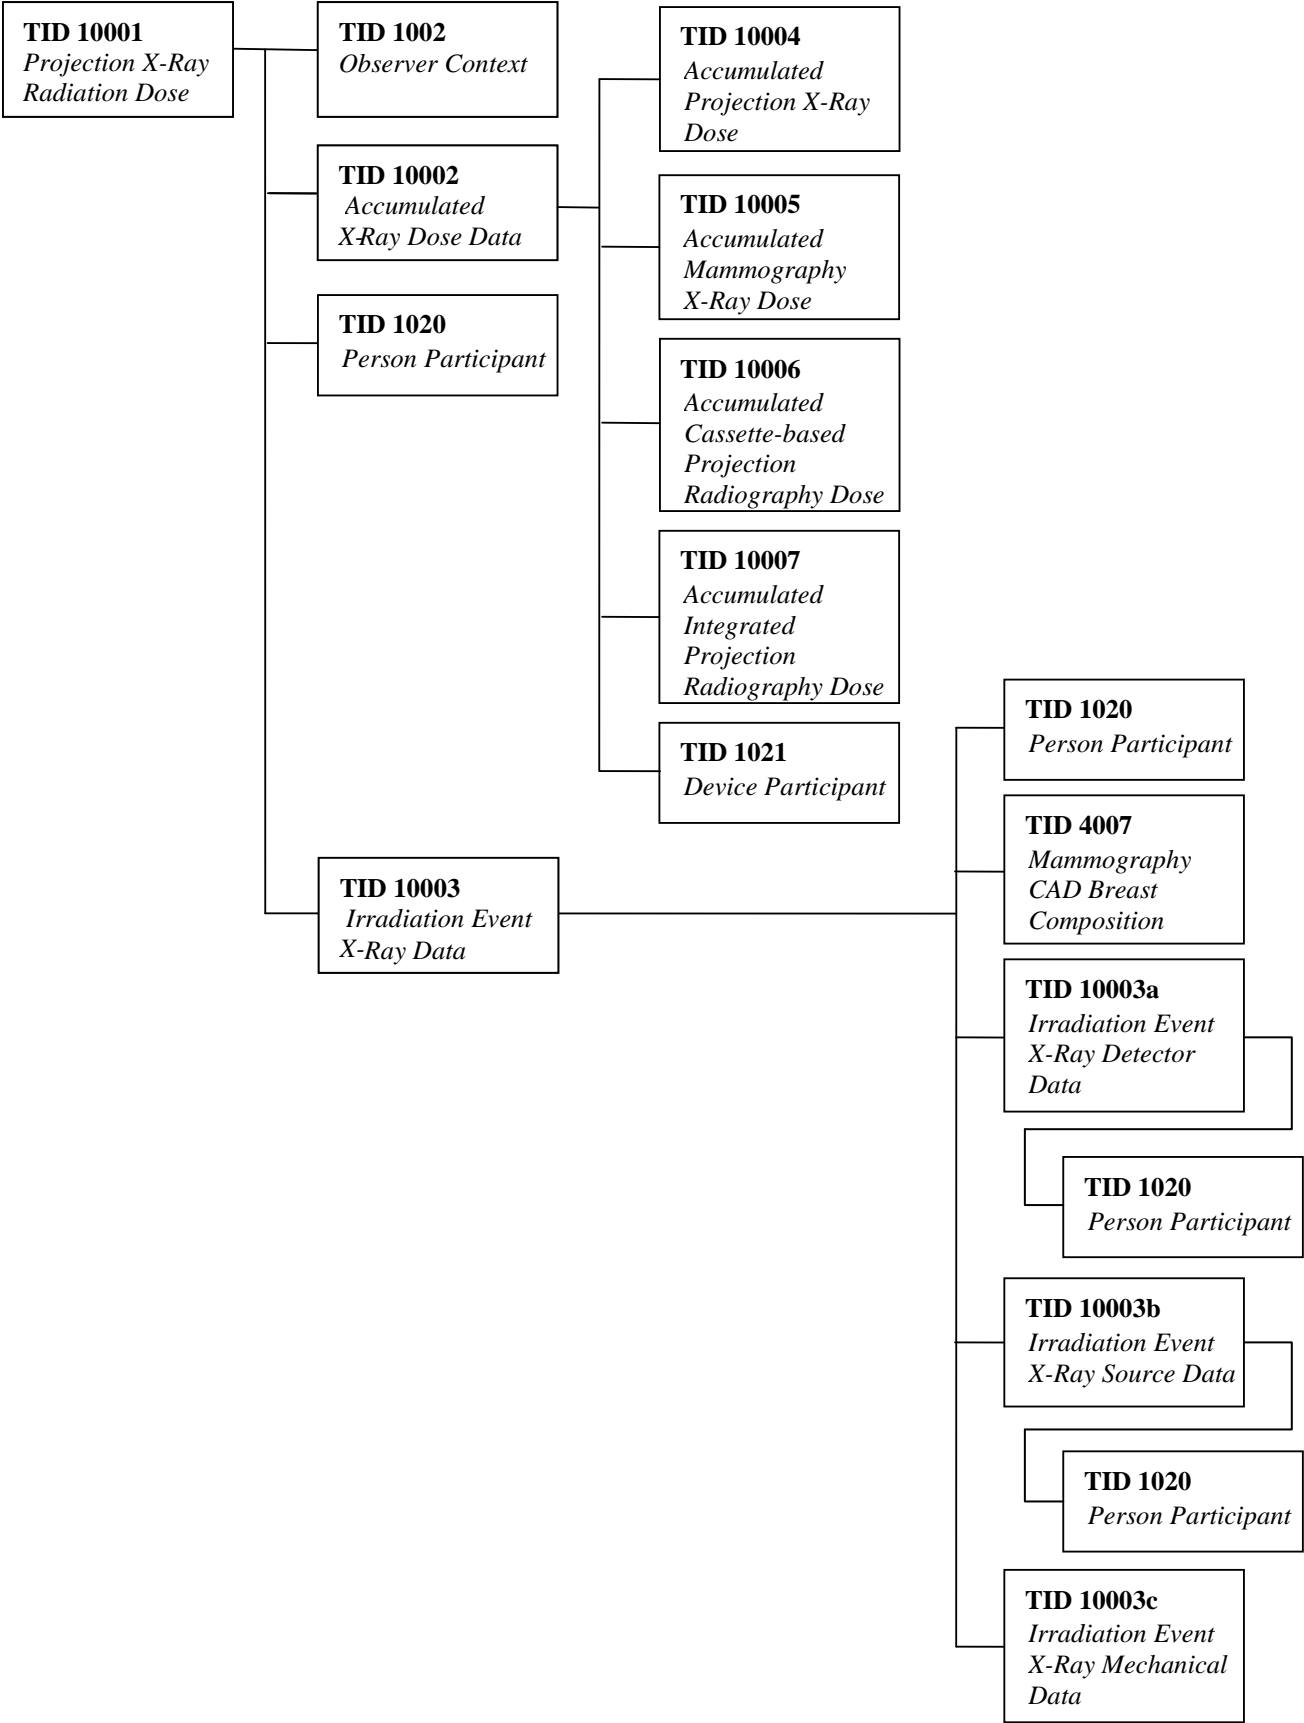 TID 10001
Projection X-Ray
Radiation Dose
TID 1002
Observer Context
TID 10002
Accumulated
X-Ray Dose Data
TID 1020
Person Participant
TID 10004
Accumulated
Projection X-Ray
Dose
TID 10005
Accumulated
Mammography
X-Ray Dose
TID 10006
Accumulated
Cassette-based
Projection
Radiography Dose
TID 10007
Accumulated
Integrated
Projection
Radiography Dose
TID 1021
Device Participant
TID 10003
Irradiation Event
X-Ray Data
TID 1020
Person Participant
TID 4007
Mammography
CAD Breast
Composition
TID 10003a
Irradiation Event
X-Ray Detector
Data
TID 1020
Person Participant
TID 10003b
Irradiation Event
X-Ray Source Data
TID 1020
Person Participant
TID 10003c
Irradiation Event
X-Ray Mechanical
Data